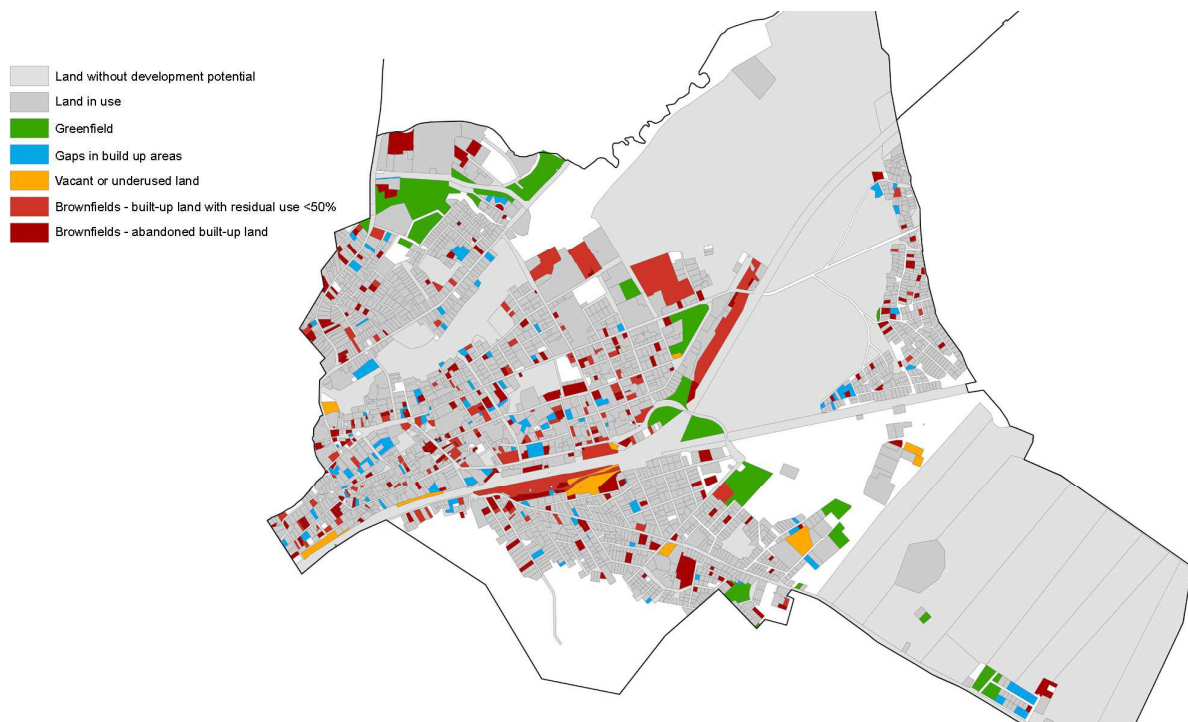 Land without development potential
Land in use
Greenfield
Gaps in build up areas
Vacant or underused land
Brownfields - built-up land with residual use <50%
Brownfields - abandoned built-up land